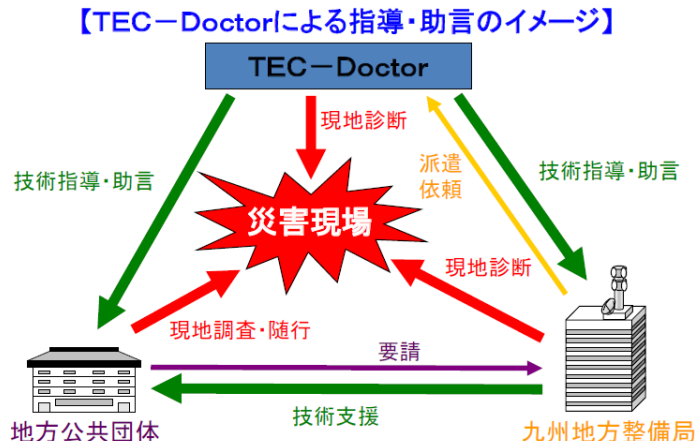 【TEC－Doctorによる指導・助言のイメージ】
TEC－Doctor
現地診断
派遣
依頼
技術指導・助言
技術指導・助言
災害現場
現地診断
現地調査・随行
要請
技術支援
地方公共団体
九州地方整備局